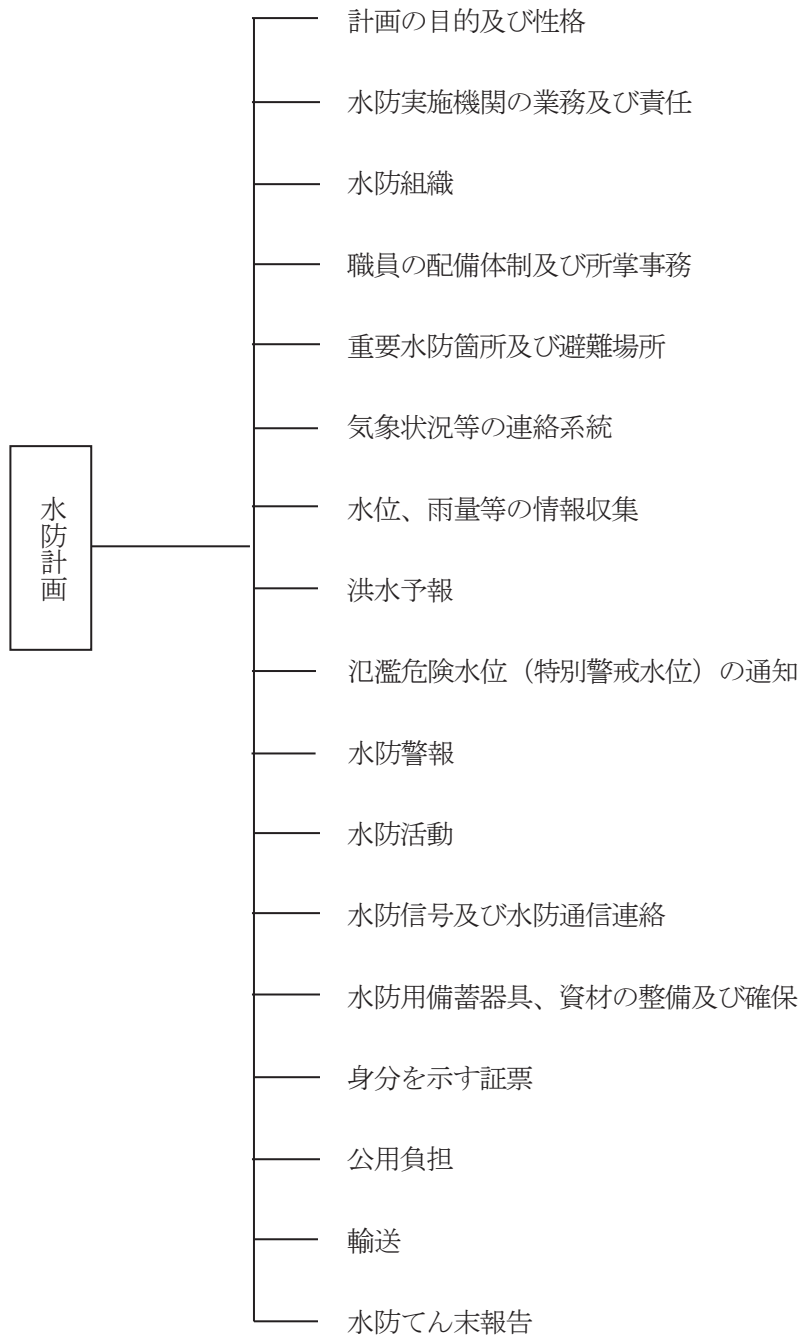 計画の目的及び性格
水防実施機関の業務及び責任
水防組織
職員の配備体制及び所掌事務
重要水防箇所及び避難場所
気象状況等の連絡系統
水防計画
水位、雨量等の情報収集
洪水予報
氾濫危険水位（特別警戒水位）の通知
水防警報
水防活動
水防信号及び水防通信連絡
水防用備蓄器具、資材の整備及び確保
身分を示す証票
公用負担
輸送
水防てん末報告